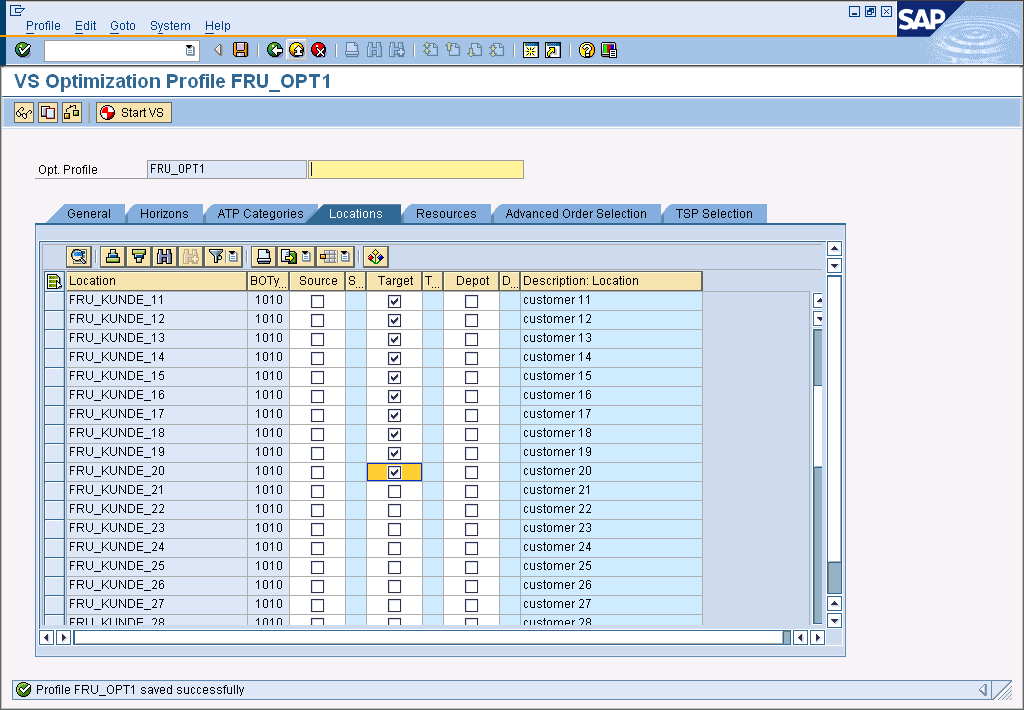 Profile Edit Goto System Help
SAP
VS Optimization Profile FRU_OPT1
Start VS
Opt. Profile FRU_OPT1
General Horizons ATP Categories Locations Resources Advanced Order Selection TSP Selection
Location BOTy... Source S... Target T... Depot D... Description: Location
FRU_KUNDE_11 1010 customer 11
FRU_KUNDE_12 1010 customer 12
FRU_KUNDE_13 1010 customer 13
FRU_KUNDE_14 1010 customer 14
FRU_KUNDE_15 1010 customer 15
FRU_KUNDE_16 1010 customer 16
FRU_KUNDE_17 1010 customer 17
FRU_KUNDE_18 1010 customer 18
FRU_KUNDE_19 1010 customer 19
FRU_KUNDE_20 1010 customer 20
FRU_KUNDE_21 1010 customer 21
FRU_KUNDE_22 1010 customer 22
FRU_KUNDE_23 1010 customer 23
FRU_KUNDE_24 1010 customer 24
FRU_KUNDE_25 1010 customer 25
FRU_KUNDE_26 1010 customer 26
FRU_KUNDE_27 1010 customer 27
FRU_KUNDE_28 1010 customer 28
Profile FRU_OPT1 saved successfully